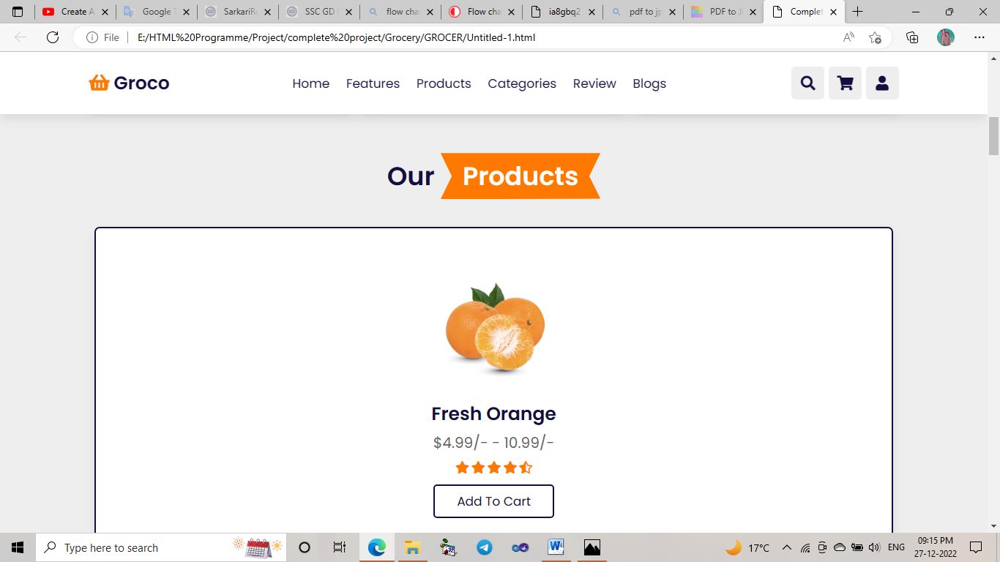 Create A
Google T
SarkariRe
SSC GD
flow cha
Flow cha
ia8gbq2
pdf to jp
PDF to J
Complet
File
E:/HTML%20Programme/Project/complete%20project/Grocery/GROCER/Untitled-1.html
Groco
Home Features Products Categories Review Blogs
Our Products
Fresh Orange
$4.99/- - 10.99/-
Add To Cart
Type here to search
17°C
ENG
09:15 PM
27-12-2022